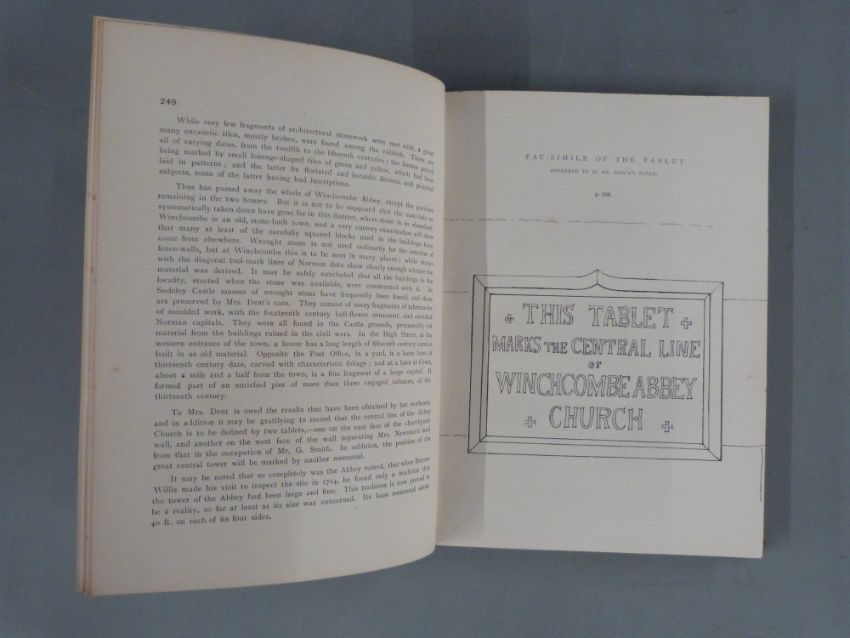 249.
While very few fragments of architectural stonework were met with, a great
many encaustic tiles, mostly broken, were found among the rubbish. These are
all of varying dates, from the twelfth to the fifteenth centuries; the former period
being marked by small lozenge-shaped tiles of green and yellow, which had been
laid in patterns; and the latter by floriated and heraldic devices, and pictorial
subjects, some of the latter having had inscriptions.
Thus has passed away the whole of Winchcombe Abbey, except the portions
remaining in the two houses. But it is not to be supposed that the materials so
systematically taken down have gone far in this district, where stone is so abundant.
Winchcombe is an old, stone-built town, and a very cursory examination will show
that many at least of the carefully squared blocks used in the buildings have
come from elsewhere. Wrought stone is not used ordinarily for the erection of
fence-walls, but at Winchcombe this is to be seen in many places; while stones
with the diagonal tool-mark lines of Norman date show clearly enough whence the
material was derived. It may be safely concluded that all the buildings in the
locality, erected when the stone was available, were constructed with it. At
Sudeley Castle masses of wrought stone have frequently been found, and these
are preserved by Mrs. Dent's care. They consist of many fragments of tabernacles
of moulded work, with the fourteenth century ball-flower ornament, and enriched
Norman capitals. They were all found in the Castle grounds, presumably old
material from the buildings ruined in the civil wars. In the High Street at the
western entrance of the town, a house has a long length of fifteenth century cornice
built in as old material. Opposite the Post Office, in a yard, is a loose base of
thirteenth century date, carved with characteristic foliage; and at a barn at Greet,
about a mile and a half from the town, is a fine fragment of a large capital. It
formed part of an enriched pier of more than three engaged columns, of the
thirteenth century.
To Mrs. Dent is owed the results that have been obtained by her workmen,
and in addition it may be gratifying to record that the central line of the Abbey
Church is to be defined by two tablets,—one on the east face of the churchyard-
wall, and another on the west face of the wall separating Mrs. Newman's land
from that in the occupation of Mr. G. Smith. In addition, the position of the
great central tower will be marked by another memorial.
It may be noted that so completely was the Abbey ruined, that when Browne
Willis made his visit to inspect the site in 1714, he found only a tradition that
the tower of the Abbey had been large and fine. This tradition is now proved to
be a reality, so far at least as its size was concerned. Its base measured about
40 ft. on each of its four sides.
FAC-SIMILE OF THE TABLET
REFERRED TO IN MR. BROCK'S PAPER,
THIS TABLET
MARKS THE CENTRAL LINE
OF
WINCHCOMBE ABBEY
CHURCH